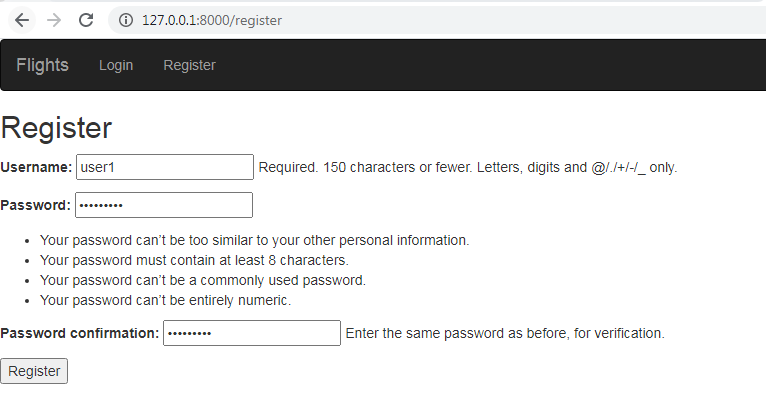 127.0.0.1:8000/register
Flights Login Register
Register
Username: user1 Required. 150 characters or fewer. Letters, digits and @/./+/-/_ only.
Password: •••••••••
• Your password can’t be too similar to your other personal information.
• Your password must contain at least 8 characters.
• Your password can’t be a commonly used password.
• Your password can’t be entirely numeric.
Password confirmation: ••••••••• Enter the same password as before, for verification.
Register